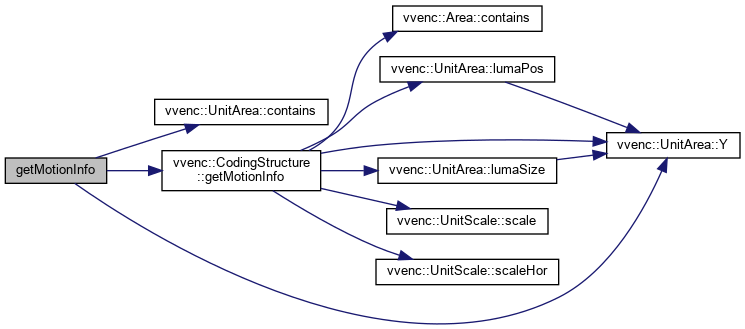 getMotionInfo
vvenc::UnitArea::contains
vvenc::CodingStructure
::getMotionInfo
vvenc::Area::contains
vvenc::UnitArea::lumaPos
vvenc::UnitArea::lumaSize
vvenc::UnitScale::scale
vvenc::UnitScale::scaleHor
vvenc::UnitArea::Y